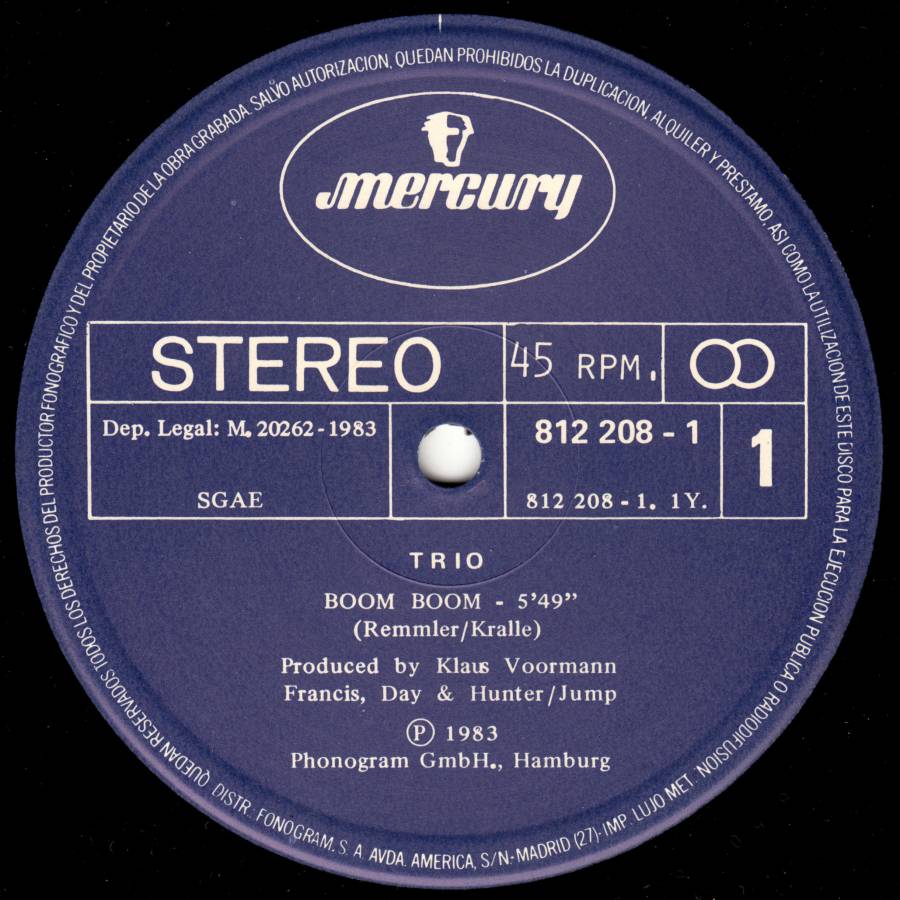 QUEDAN RESERVADOS TODOS LOS DERECHOS DEL PRODUCTOR FONOGRAFICO Y DEL PROPIETARIO DE LA OBRA GRABADA. SALVO AUTORIZACION, QUEDAN PROHIBIDOS LA DUPLICACION, ALQUILER Y PRESTAMO, ASI COMO LA UTILIZACION DE ESTE DISCO PARA LA EJECUCION PUBLICA O RADIODIFUSION.
mercury
STEREO
45 RPM.
Dep. Legal: M. 20262-1983
812 208 - 1
1
SGAE
812 208 - 1. 1Y.
TRIO
BOOM BOOM - 5'49"
(Remmler/Kralle)
Produced by Klaus Voormann
Francis, Day & Hunter/Jump
Ⓟ 1983
Phonogram GmbH., Hamburg
DISTR. FONOGRAM, S. A. AVDA. AMERICA, S/N-MADRID (27)-IMP. LUJO MET.